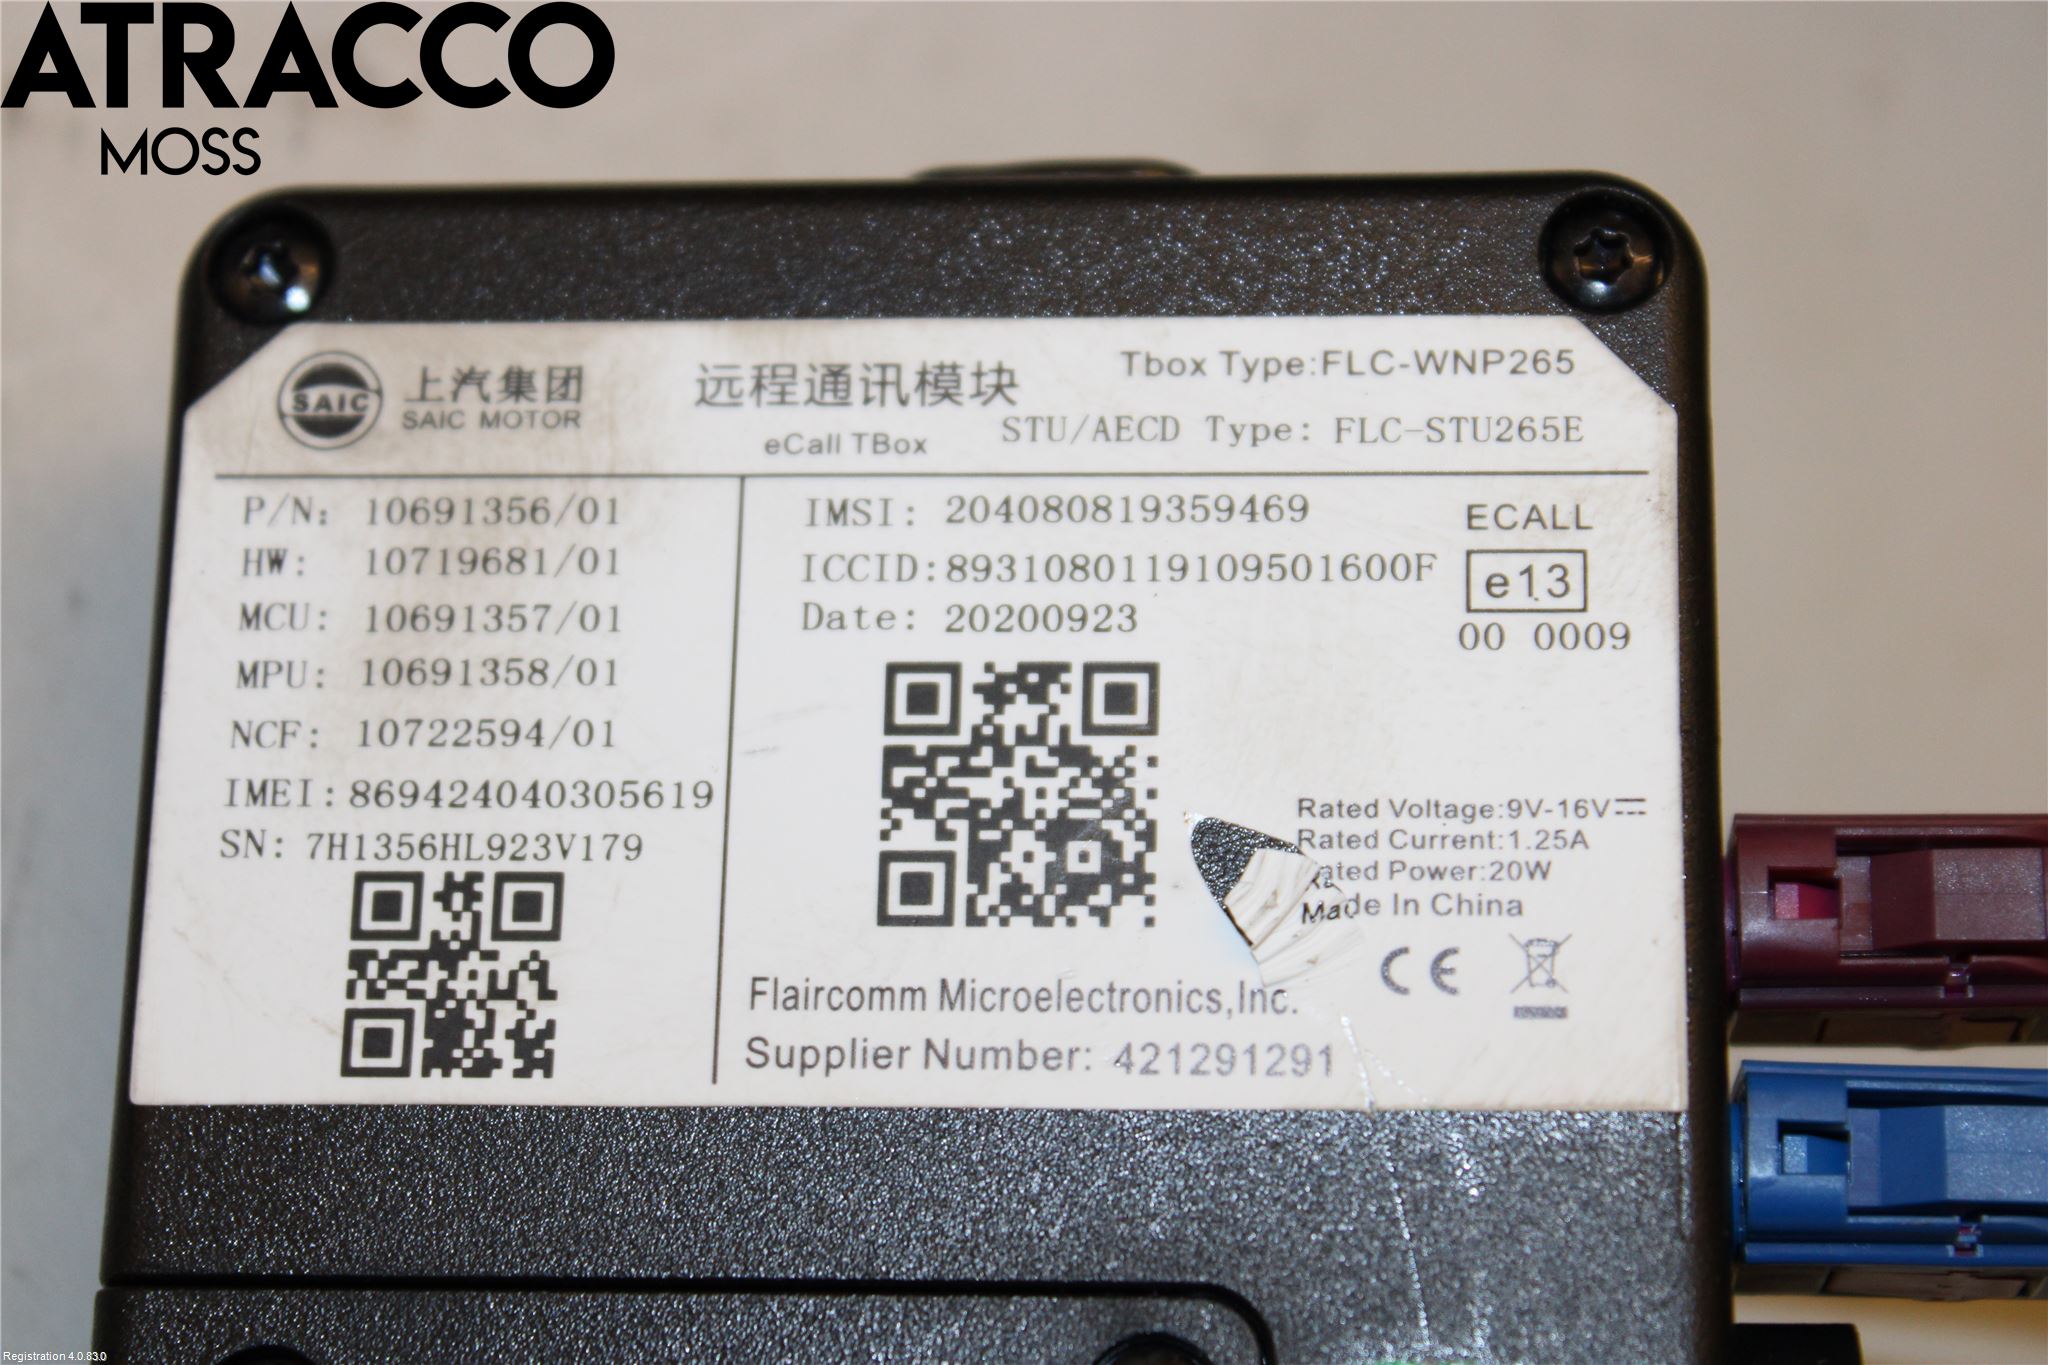 ATRACCO
MOSS
SAIC
上汽集团
SAIC MOTOR
远程通讯模块
eCall TBox
Tbox Type:FLC-WNP265
STU/AECD Type: FLC-STU265E
P/N: 10691356/01
HW: 10719681/01
MCU: 10691357/01
MPU: 10691358/01
NCF: 10722594/01
IMEI:869424040305619
SN: 7H1356HL923V179
IMSI: 204080819359469
ICCID:89310801191095016​00F
Date: 20200923
ECALL
e13
00 0009
Rated Voltage:9V-16V
Rated Current:1.25A
Rated Power:20W
Made In China
CE
Flaircomm Microelectronics,Inc.
Supplier Number: 421291291
Registration 4.0.83.0